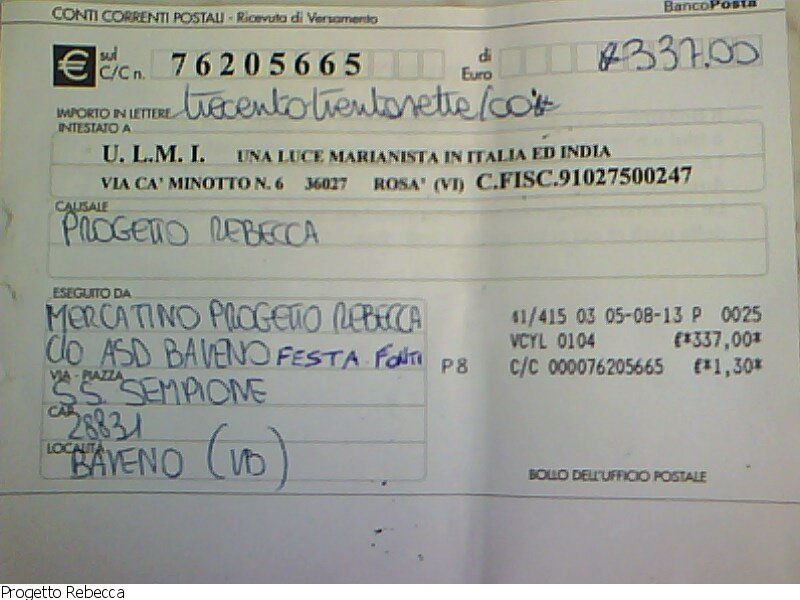 CONTI CORRENTI POSTALI - Ricevuta di Versamento BancoPosta
€ sul C/C n. 76205665 di Euro #337,00
IMPORTO IN LETTERE trecentotrentasette/00#
INTESTATO A
U. L.M. I. UNA LUCE MARIANISTA IN ITALIA ED INDIA
VIA CA' MINOTTO N. 6 36027 ROSA' (VI) C.FISC.91027500247
CAUSALE
PROGETTO REBECCA
ESEGUITO DA
MERCATINO PROGETTO REBECCA
C/O ASD BAVENO FESTA FONTI
VIA - PIAZZA
S.S. SEMPIONE
CAP
28831
LOCALITÀ
BAVENO (VB)
41/415 03 05-08-13 P 0025
VCYL 0104 €*337,00*
P8 C/C 000076205665 €*1,30*
BOLLO DELL'UFFICIO POSTALE
Progetto Rebecca